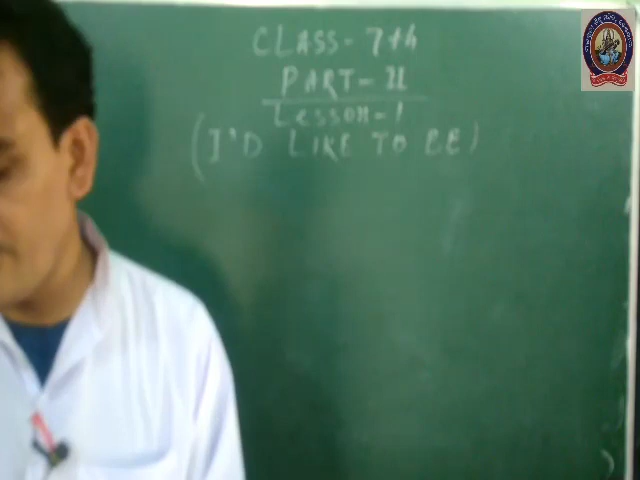 CLASS - 7th
PART - II
Lesson - 1
(I'D LIKE TO BE)